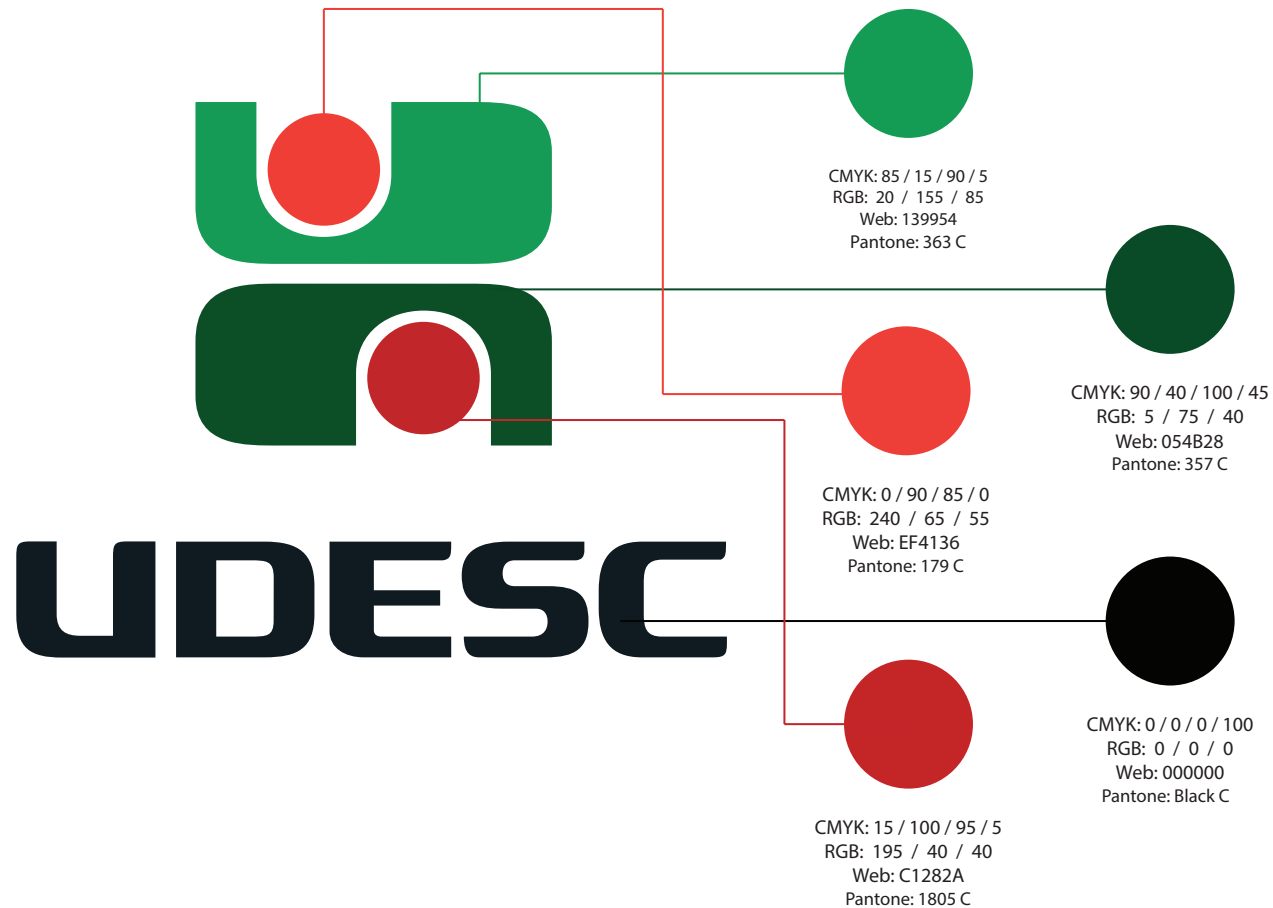 CMYK: 85 / 15 / 90 / 5
RGB: 20 / 155 / 85
Web: 139954
Pantone: 363 C
CMYK: 90 / 40 / 100 / 45
RGB: 5 / 75 / 40
Web: 054B28
Pantone: 357 C
CMYK: 0 / 90 / 85 / 0
RGB: 240 / 65 / 55
Web: EF4136
Pantone: 179 C
UDESC
CMYK: 0 / 0 / 0 / 100
RGB: 0 / 0 / 0
Web: 000000
Pantone: Black C
CMYK: 15 / 100 / 95 / 5
RGB: 195 / 40 / 40
Web: C1282A
Pantone: 1805 C